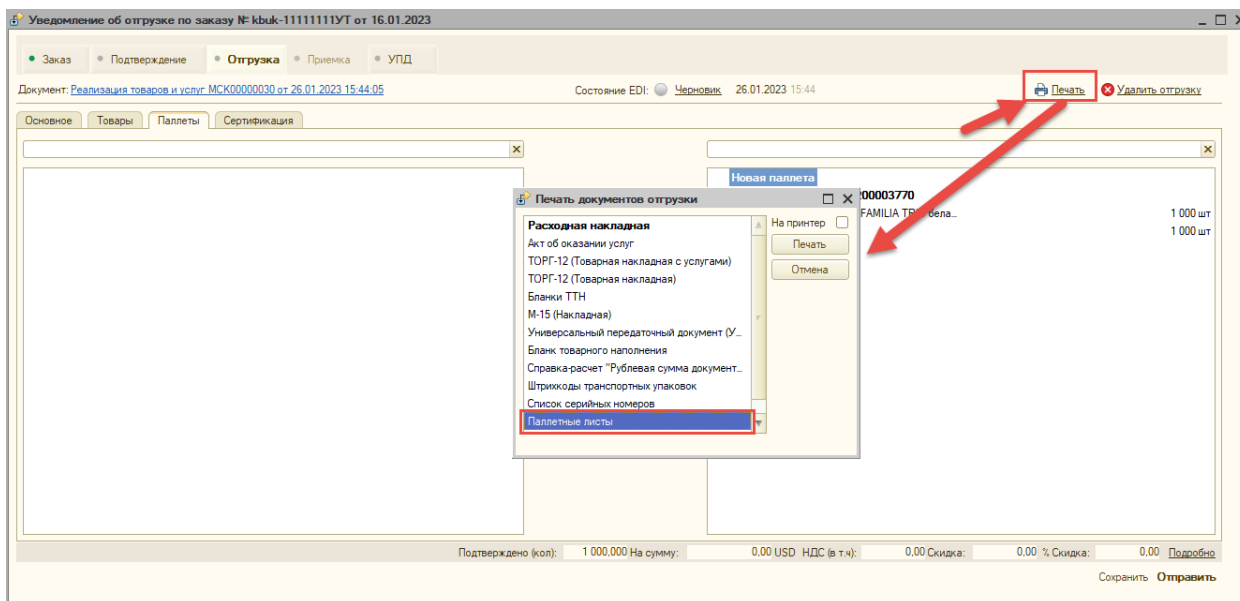 Уведомление об отгрузке по заказу № kbuk-11111111УТ от 16.01.2023
Заказ Подтверждение Отгрузка Приемка УПД
Документ: Реализация товаров и услуг МСК00000030 от 26.01.2023 15:44:05 Состояние EDI: Черновик 26.01.2023 15:44 Печать Удалить отгрузку
Основное Товары Паллеты Сертификация
Новая паллета
00003770
FAMILIA
1 000 шт
1 000 шт
Печать документов отгрузки
Расходная накладная
Акт об оказании услуг
ТОРГ-12 (Товарная накладная с услугами)
ТОРГ-12 (Товарная накладная)
Бланки ТТН
М-15 (Накладная)
Универсальный передаточный документ (У...
Бланк товарного наполнения
Справка-расчет "Рублевая сумма документ...
Штрихкоды транспортных упаковок
Список серийных номеров
Паллетные листы
На принтер
Печать
Отмена
Подтверждено (кол): 1 000,000 На сумму: 0,00 USD НДС (в т.ч): 0,00 Скидка: 0,00 % Скидка: 0,00 Подробно
Сохранить Отправить